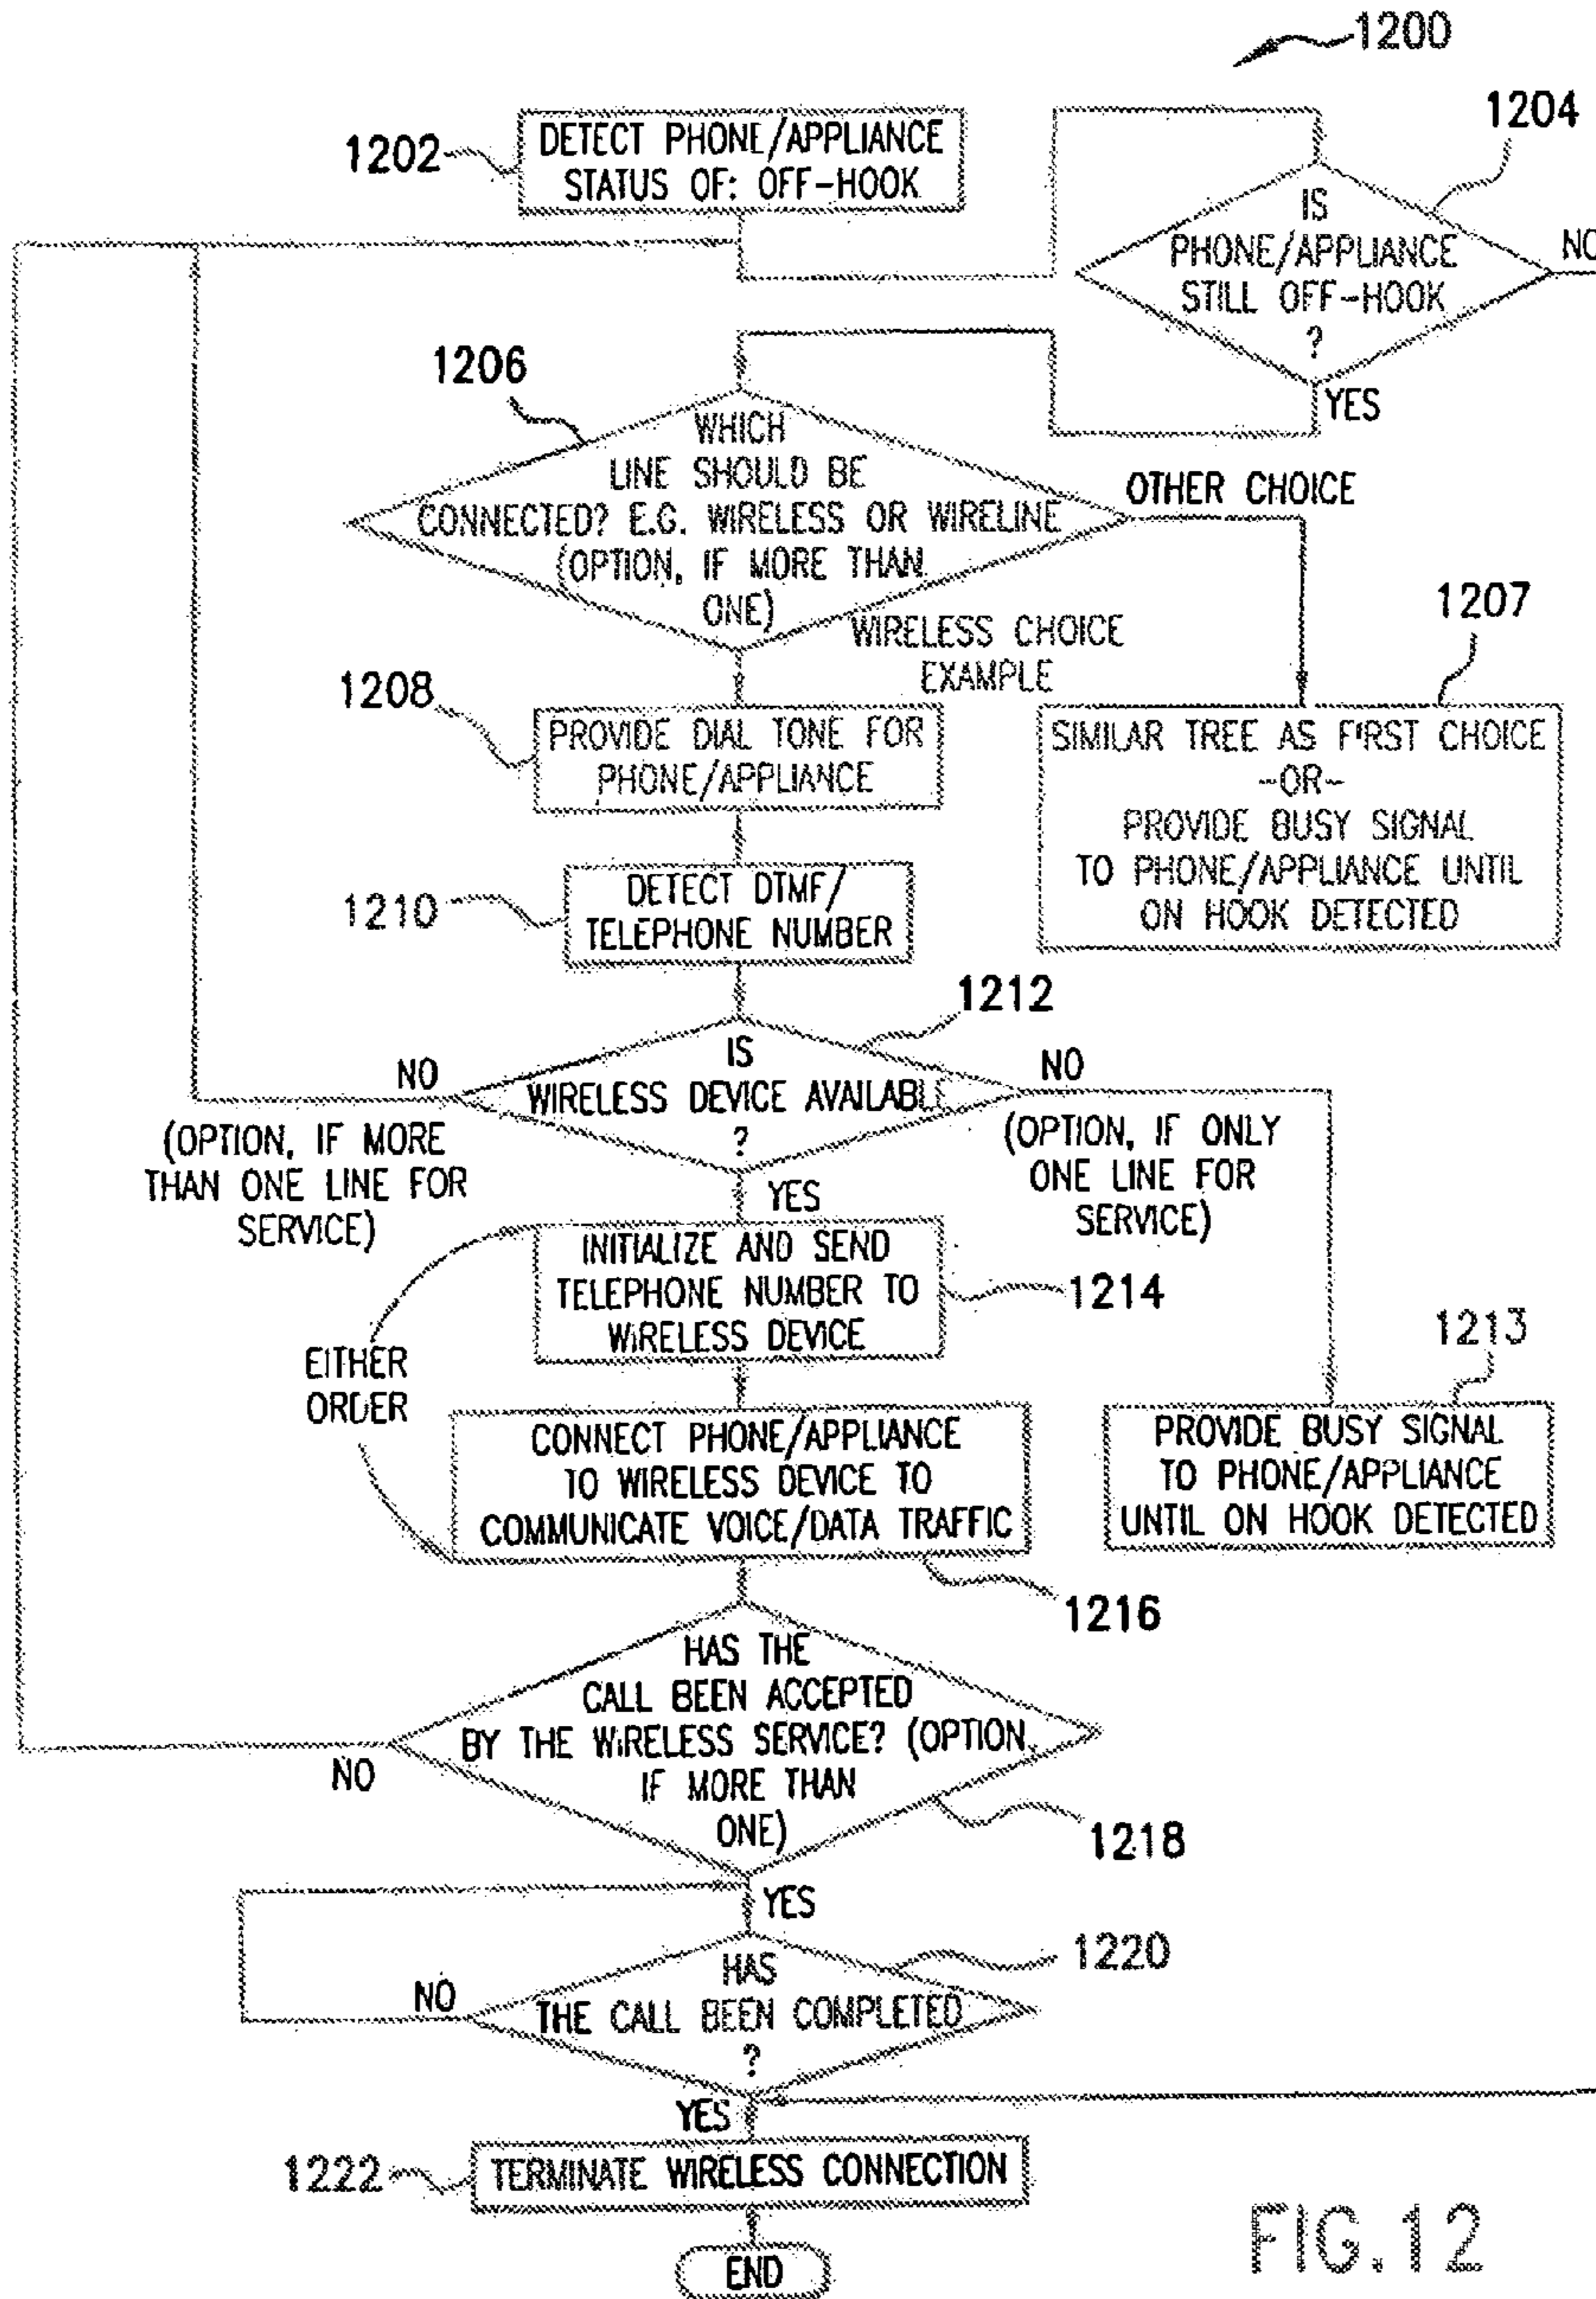 1200
1202
DETECT PHONE/APPLIANCE
STATUS OF: OFF-HOOK
1204
IS
PHONE/APPLIANCE
STILL OFF-HOOK
?
NO
YES
1206
WHICH
LINE SHOULD BE
CONNECTED? E.G. WIRELESS OR WIRELINE
(OPTION, IF MORE THAN
ONE)
OTHER CHOICE
WIRELESS CHOICE
EXAMPLE
1207
SIMILAR TREE AS FIRST CHOICE
-OR-
PROVIDE BUSY SIGNAL
TO PHONE/APPLIANCE UNTIL
ON HOOK DETECTED
1208
PROVIDE DIAL TONE FOR
PHONE/APPLIANCE
1210
DETECT DTMF/
TELEPHONE NUMBER
1212
IS
WIRELESS DEVICE AVAILABL
?
NO
(OPTION, IF MORE
THAN ONE LINE FOR
SERVICE)
NO
(OPTION, IF ONLY
ONE LINE FOR
SERVICE)
YES
INITIALIZE AND SEND
TELEPHONE NUMBER TO
WIRELESS DEVICE
1214
EITHER
ORDER
1213
PROVIDE BUSY SIGNAL
TO PHONE/APPLIANCE
UNTIL ON HOOK DETECTED
CONNECT PHONE/APPLIANCE
TO WIRELESS DEVICE TO
COMMUNICATE VOICE/DATA TRAFFIC
1216
HAS THE
CALL BEEN ACCEPTED
BY THE WIRELESS SERVICE? (OPTION,
IF MORE THAN
ONE)
NO
1218
YES
1220
HAS
THE CALL BEEN COMPLETED
?
NO
YES
1222
TERMINATE WIRELESS CONNECTION
END
FIG.12